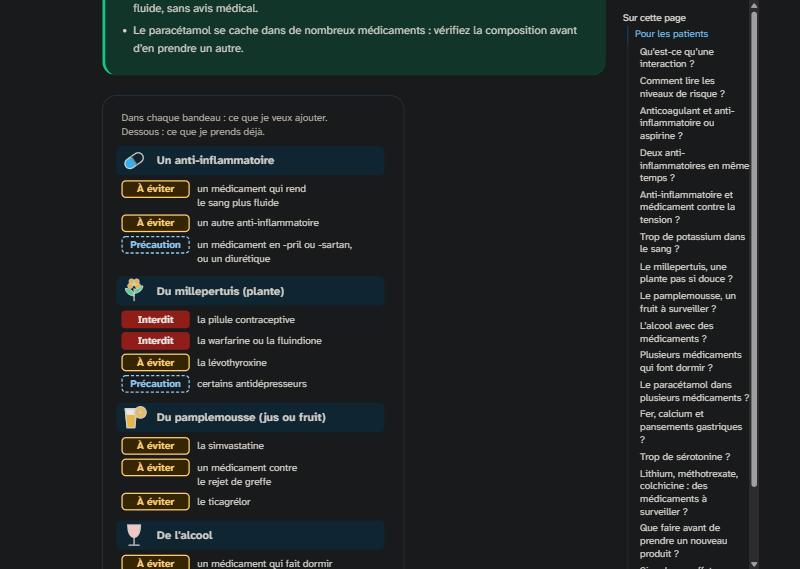 fluide, sans avis médical.
• Le paracétamol se cache dans de nombreux médicaments : vérifiez la composition avant
d'en prendre un autre.
Dans chaque bandeau : ce que je veux ajouter.
Dessous : ce que je prends déjà.
Un anti-inflammatoire
À éviter un médicament qui rend
le sang plus fluide
À éviter un autre anti-inflammatoire
Précaution un médicament en -pril ou -sartan,
ou un diurétique
Du millepertuis (plante)
Interdit la pilule contraceptive
Interdit la warfarine ou la fluindione
À éviter la lévothyroxine
Précaution certains antidépresseurs
Du pamplemousse (jus ou fruit)
À éviter la simvastatine
À éviter un médicament contre
le rejet de greffe
À éviter le ticagrélor
De l'alcool
À éviter un médicament qui fait dormir
Sur cette page
Pour les patients
Qu'est-ce qu'une
interaction ?
Comment lire les
niveaux de risque ?
Anticoagulant et anti-
inflammatoire ou
aspirine ?
Deux anti-
inflammatoires en même
temps ?
Anti-inflammatoire et
médicament contre la
tension ?
Trop de potassium dans
le sang ?
Le millepertuis, une
plante pas si douce ?
Le pamplemousse, un
fruit à surveiller ?
L'alcool avec des
médicaments ?
Plusieurs médicaments
qui font dormir ?
Le paracétamol dans
plusieurs médicaments ?
Fer, calcium et
pansements gastriques
?
Trop de sérotonine ?
Lithium, méthotrexate,
colchicine : des
médicaments à
surveiller ?
Que faire avant de
prendre un nouveau
produit ?